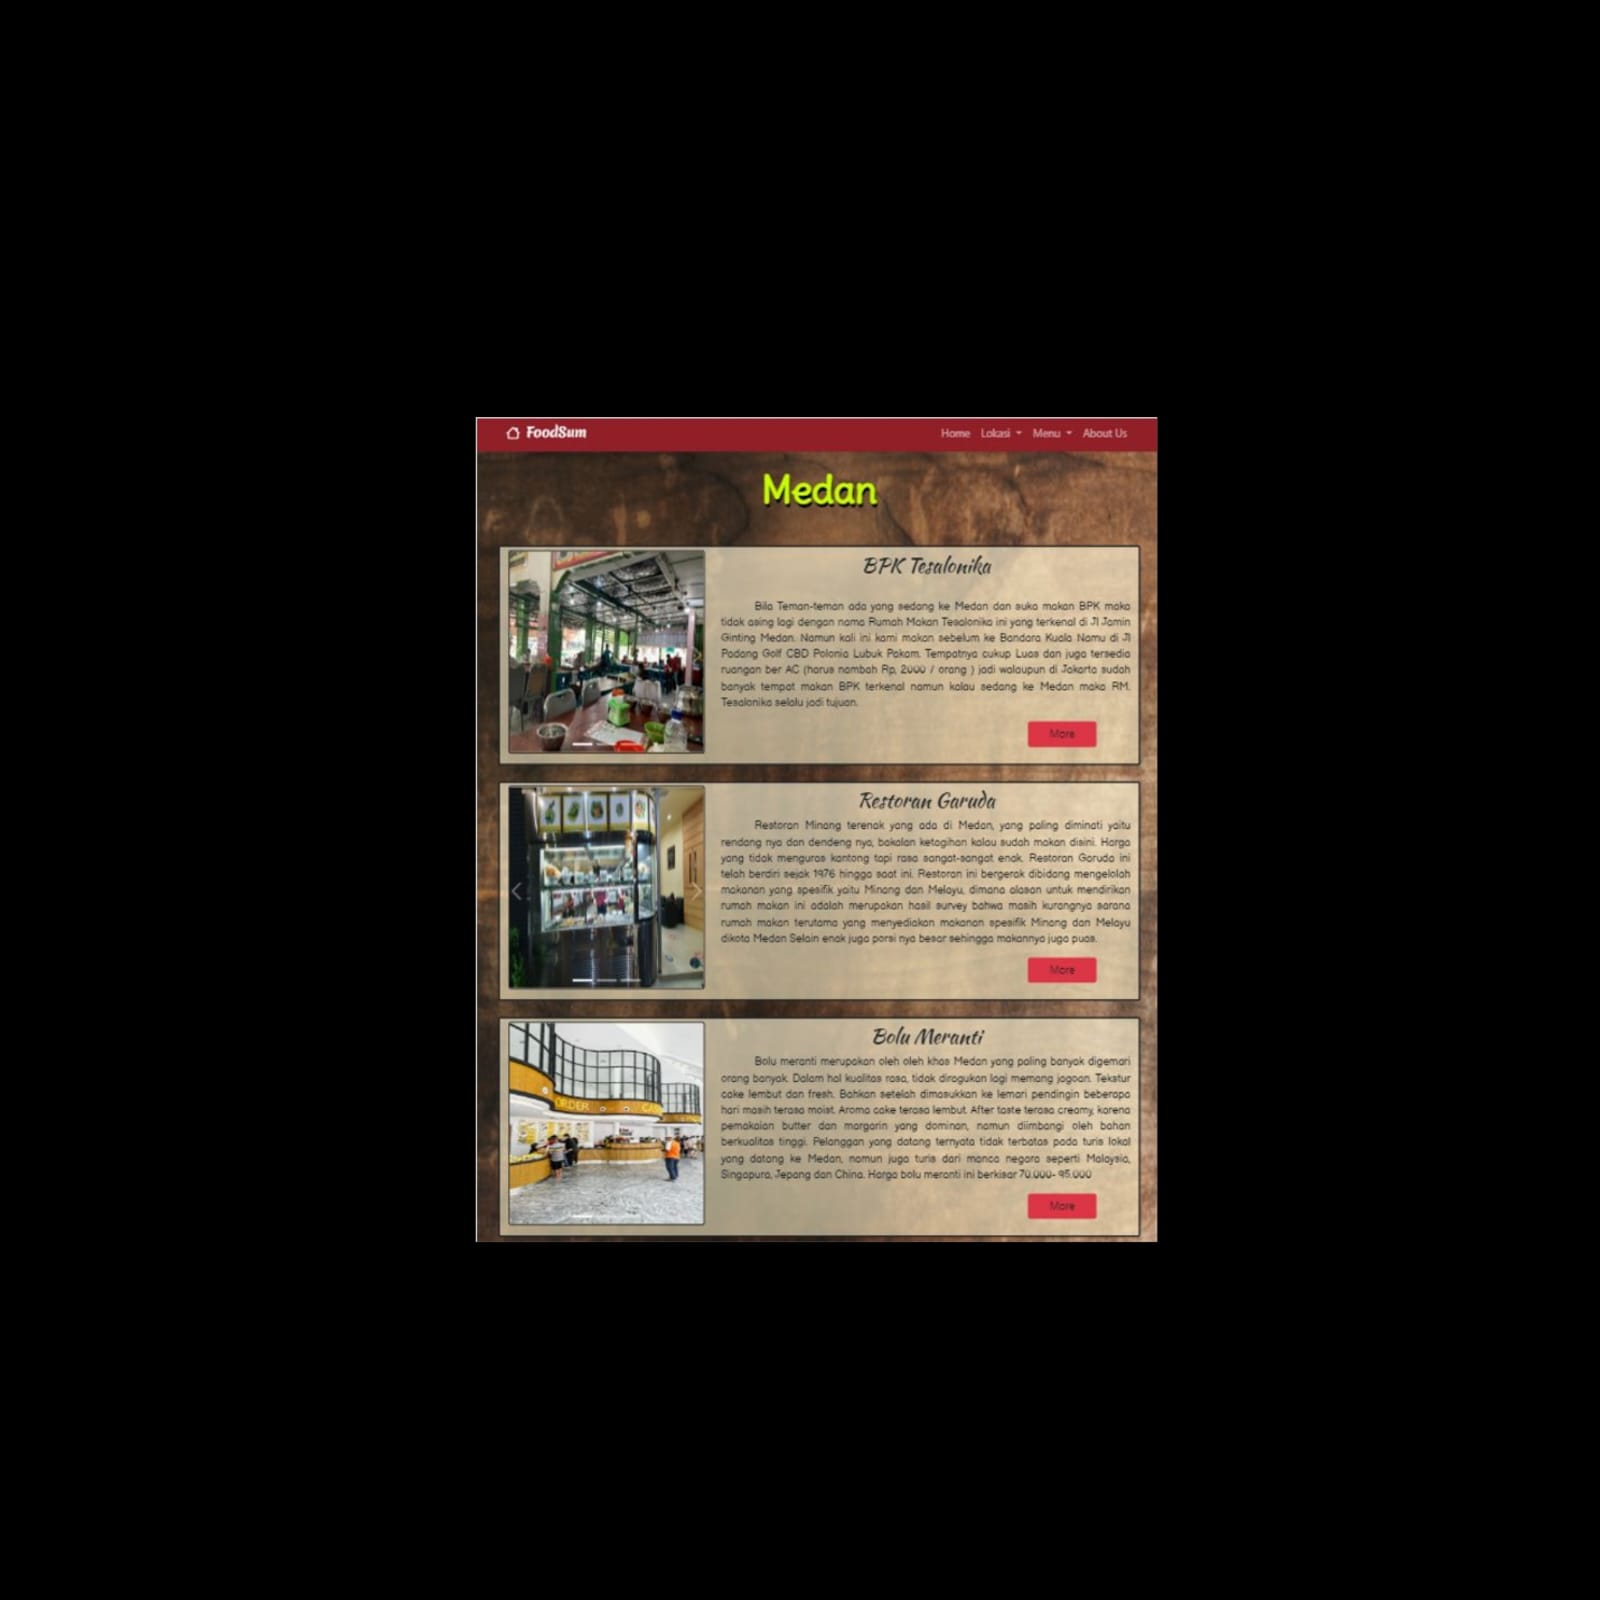 FoodSum
Home Lokasi Menu About Us
Medan
BPK Tesalonika
Bila Teman-teman ada yang sedang ke Medan dan suka makan BPK maka
tidak asing lagi dengan nama Rumah Makan Tesalonika ini yang terkenal di Jl Jamin
Ginting Medan. Namun kali ini kami makan sebelum ke Bandara Kuala Namu di Jl
Padang Golf CBD Polonia Lubuk Pakam. Tempatnya cukup Luas dan juga tersedia
ruangan ber AC (harus nambah Rp, 2000 / orang ) jadi walaupun di Jakarta sudah
banyak tempat makan BPK terkenal namun kalau sedang ke Medan maka RM.
Tesalonika selalu jadi tujuan.
More
Restoran Garuda
Restoran Minang terenak yang ada di Medan, yang paling diminati yaitu
rendang nya dan dendeng nya, bakalan ketagihan kalau sudah makan disini. Harga
yang tidak menguras kantong tapi rasa sangat-sangat enak. Restoran Garuda ini
telah berdiri sejak 1976 hingga saat ini. Restoran ini bergerak dibidang mengelolah
makanan yang spesifik yaitu Minang dan Melayu, dimana alasan untuk mendirikan
rumah makan ini adalah merupakan hasil survey bahwa masih kurangnya sarana
rumah makan terutama yang menyediakan makanan spesifik Minang dan Melayu
dikota Medan Selain enak juga porsi nya besar sehingga makannya juga puas.
More
ORDER
Bolu Meranti
Bolu meranti merupakan oleh oleh khas Medan yang paling banyak digemari
orang banyak. Dalam hal kualitas rasa, tidak diragukan lagi memang jagoan. Tekstur
cake lembut dan fresh. Bahkan setelah dimasukkan ke lemari pendingin beberapa
hari masih terasa moist. Aroma cake terasa lembut. After taste terasa creamy, karena
pemakaian butter dan margarin yang dominan, namun diimbangi oleh bahan
berkualitas tinggi. Pelanggan yang datang ternyata tidak terbatas pada turis lokal
yang datang ke Medan, namun juga turis dari manca negara seperti Malaysia,
Singapura, Jepang dan China. Harga bolu meranti ini berkisar 70.000- 95.000
More